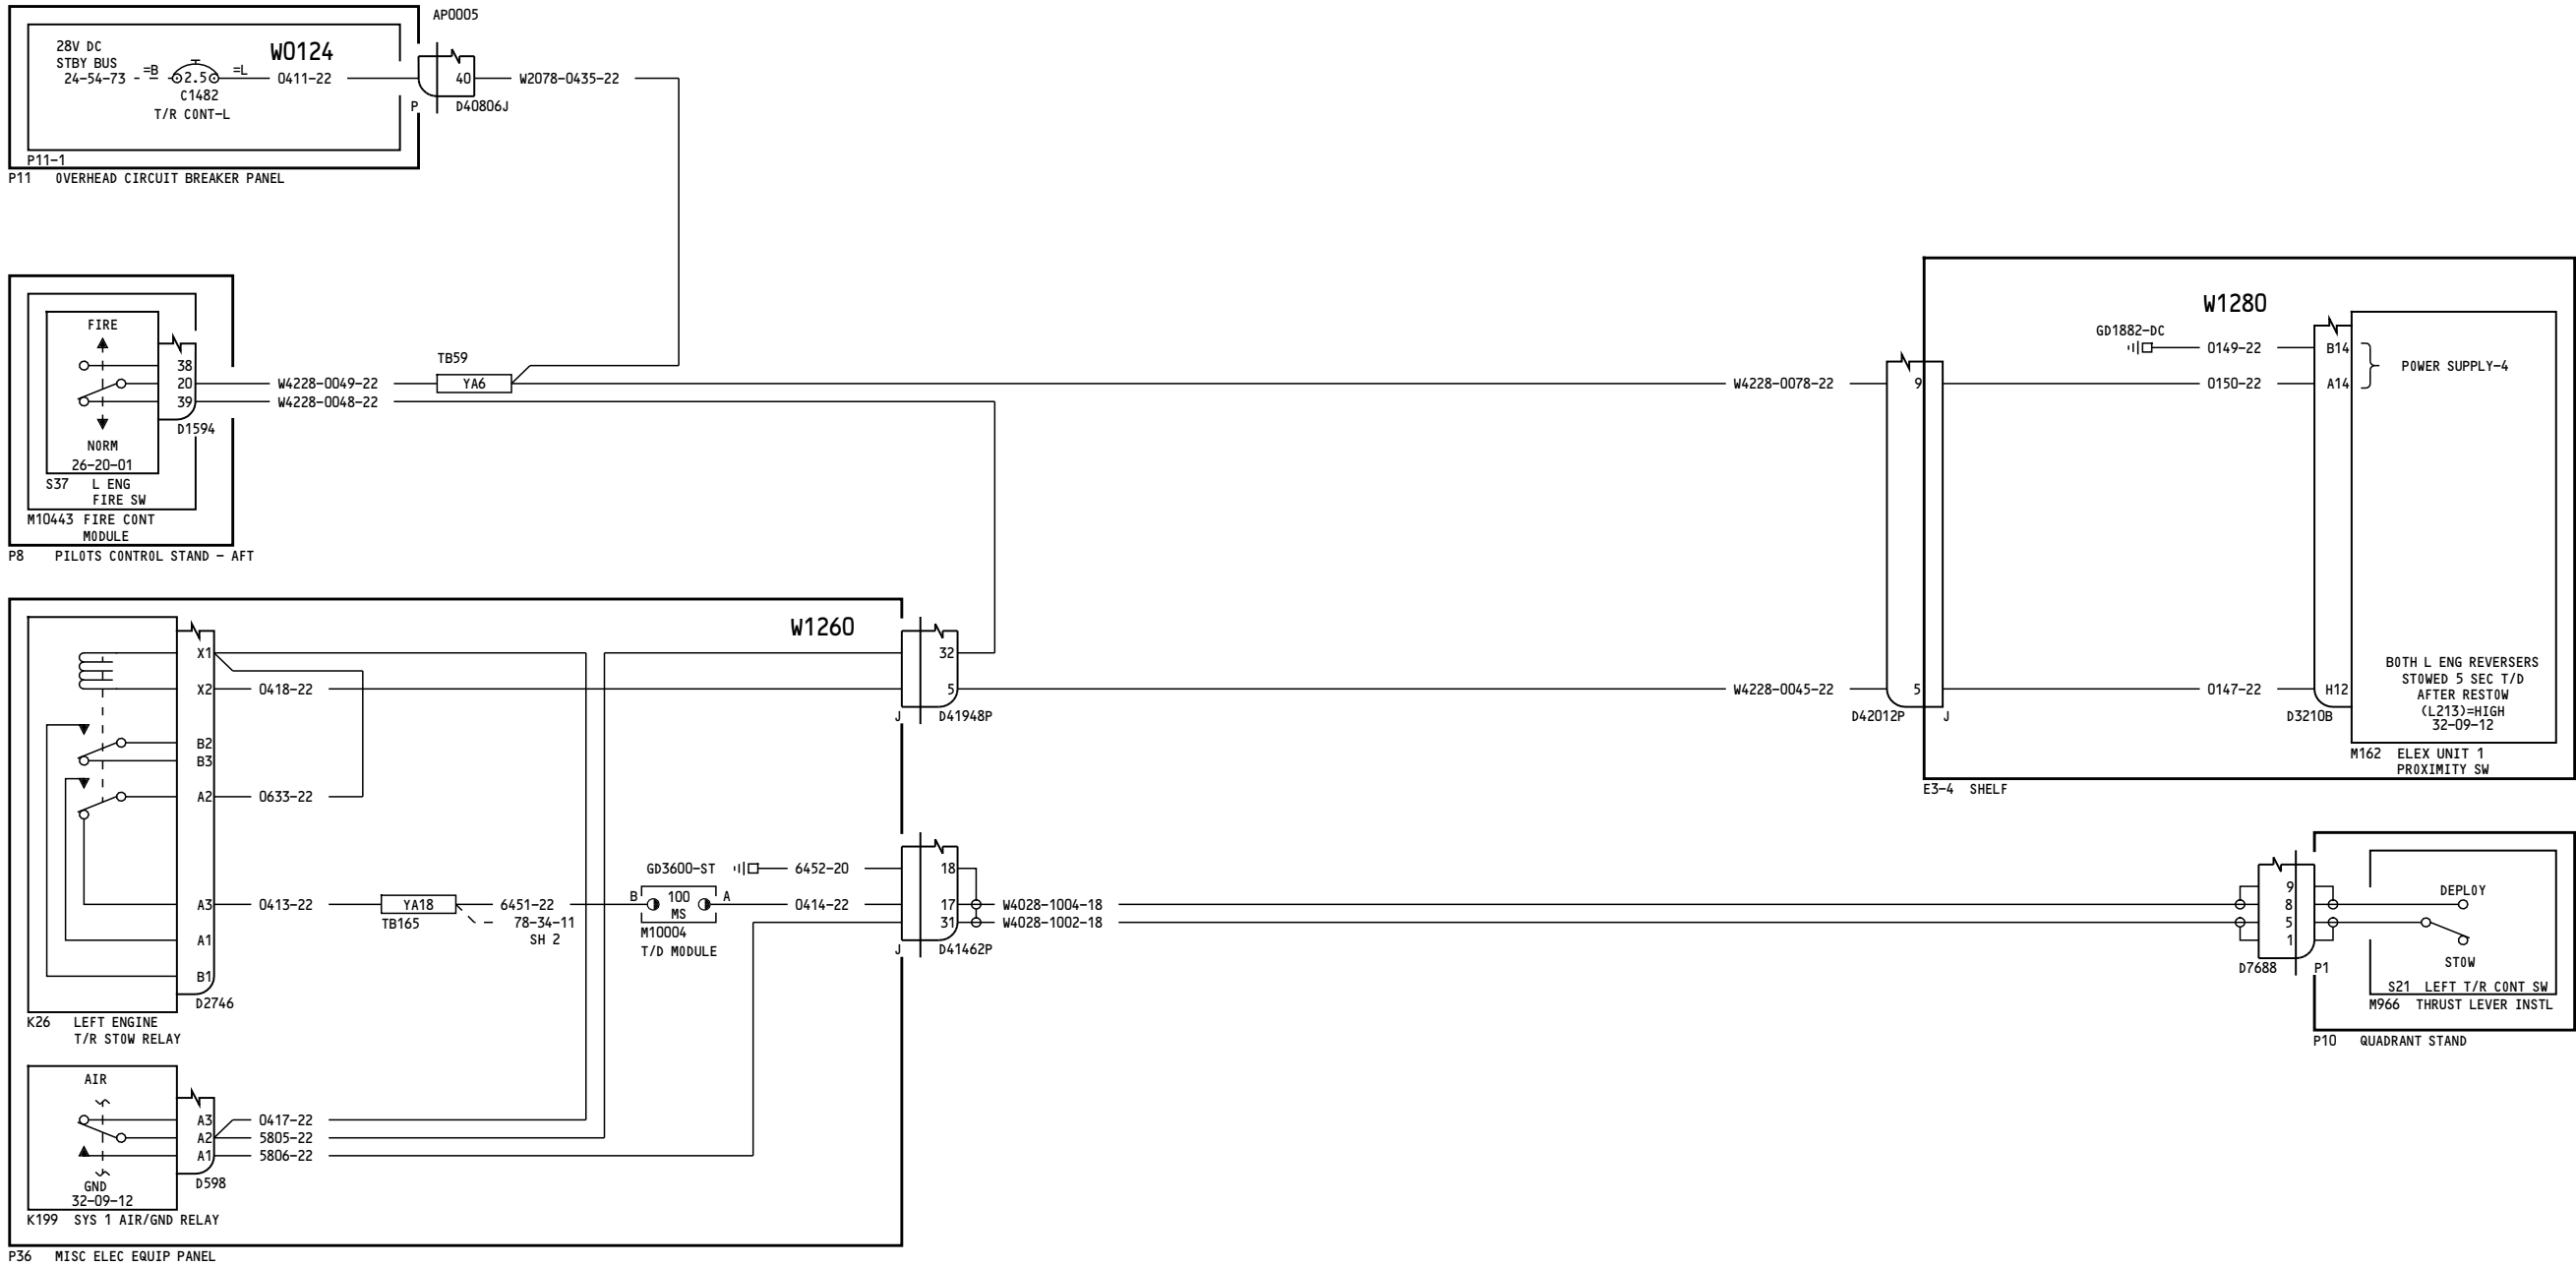 AP0005
28V DC
STBY BUS
24-54-73
=B
2.5
=L
W0124
0411-22
C1482
T/R CONT-L
40
W2078-0435-22
P
D40806J
P11-1
P11 OVERHEAD CIRCUIT BREAKER PANEL
FIRE
38
20
39
D1594
NORM
26-20-01
S37 L ENG
FIRE SW
M10443 FIRE CONT
MODULE
P8 PILOTS CONTROL STAND - AFT
TB59
W4228-0049-22
YA6
W4228-0048-22
W4228-0078-22
9
W1280
GD1882-DC
0149-22
B14
0150-22
A14
POWER SUPPLY-4
W4228-0045-22
5
D42012P
J
0147-22
H12
D3210B
BOTH L ENG REVERSERS
STOWED 5 SEC T/D
AFTER RESTOW
(L213)=HIGH
32-09-12
M162 ELEX UNIT 1
PROXIMITY SW
E3-4 SHELF
W1260
X1
32
X2
0418-22
5
J
D41948P
B2
B3
A2
0633-22
GD3600-ST
6452-20
18
A3
0413-22
YA18
TB165
6451-22
78-34-11
SH 2
B
100
MS
A
M10004
T/D MODULE
0414-22
17
W4028-1004-18
31
W4028-1002-18
J
D41462P
A1
B1
D2746
K26 LEFT ENGINE
T/R STOW RELAY
AIR
A3
0417-22
A2
5805-22
A1
5806-22
GND
32-09-12
D598
K199 SYS 1 AIR/GND RELAY
P36 MISC ELEC EQUIP PANEL
9
8
5
1
D7688
P1
DEPLOY
STOW
S21 LEFT T/R CONT SW
M966 THRUST LEVER INSTL
P10 QUADRANT STAND